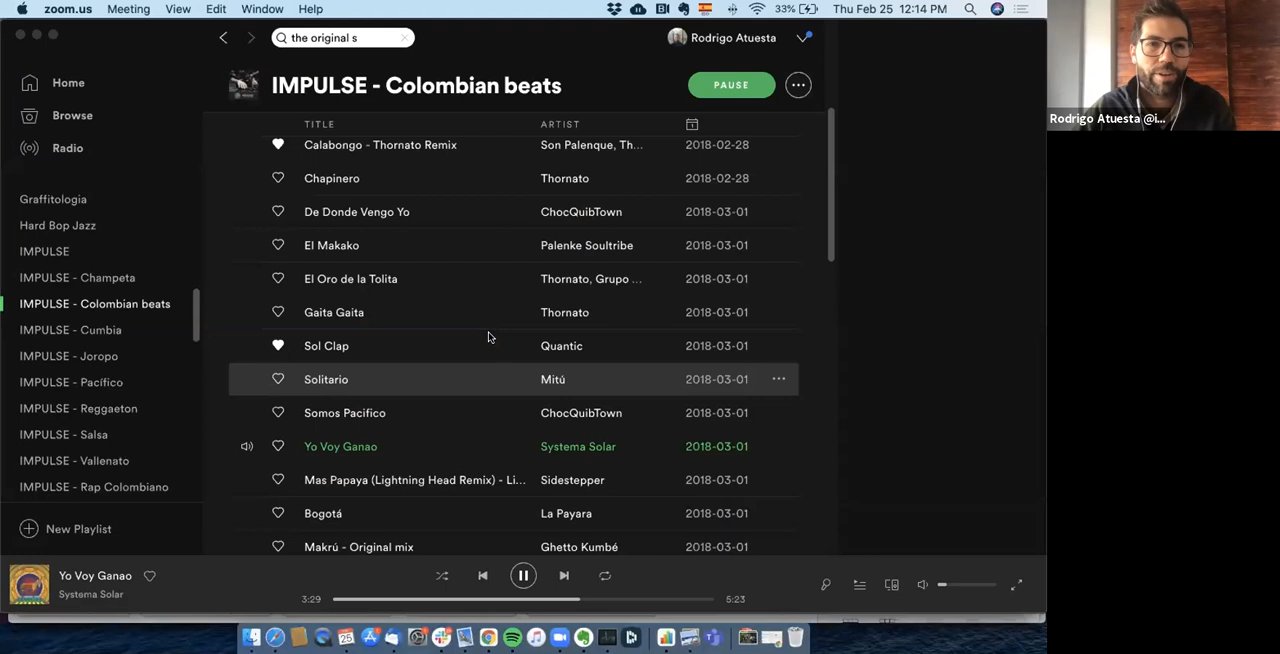 zoom.us Meeting View Edit Window Help 33% Thu Feb 25 12:14 PM
the original s
Rodrigo Atuesta
Rodrigo Atuesta @i...
Home
Browse
Radio
Graffitologia
Hard Bop Jazz
IMPULSE
IMPULSE - Champeta
IMPULSE - Colombian beats
IMPULSE - Cumbia
IMPULSE - Joropo
IMPULSE - Pacífico
IMPULSE - Reggaeton
IMPULSE - Salsa
IMPULSE - Vallenato
IMPULSE - Rap Colombiano
New Playlist
IMPULSE - Colombian beats
PAUSE
TITLE ARTIST
Calabongo - Thornato Remix Son Palenque, Th... 2018-02-28
Chapinero Thornato 2018-02-28
De Donde Vengo Yo ChocQuibTown 2018-03-01
El Makako Palenke Soultribe 2018-03-01
El Oro de la Tolita Thornato, Grupo ... 2018-03-01
Gaita Gaita Thornato 2018-03-01
Sol Clap Quantic 2018-03-01
Solitario Mitú 2018-03-01
Somos Pacifico ChocQuibTown 2018-03-01
Yo Voy Ganao Systema Solar 2018-03-01
Mas Papaya (Lightning Head Remix) - Li... Sidestepper 2018-03-01
Bogotá La Payara 2018-03-01
Makrú - Original mix Ghetto Kumbé 2018-03-01
Yo Voy Ganao
Systema Solar
3:29 5:23
25